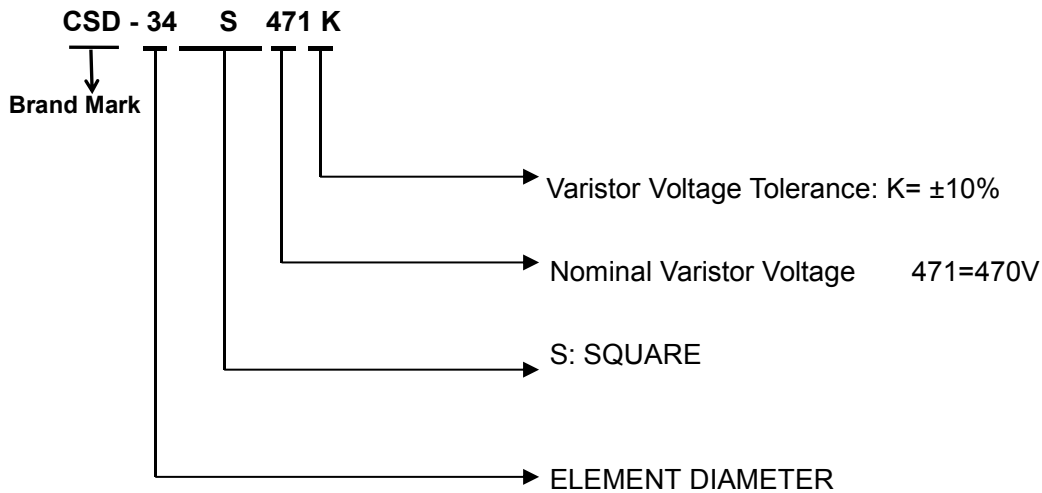 CSD - 34 S 471 K
Brand Mark
Varistor Voltage Tolerance: K= ±10%
Nominal Varistor Voltage 471=470V
S: SQUARE
ELEMENT DIAMETER